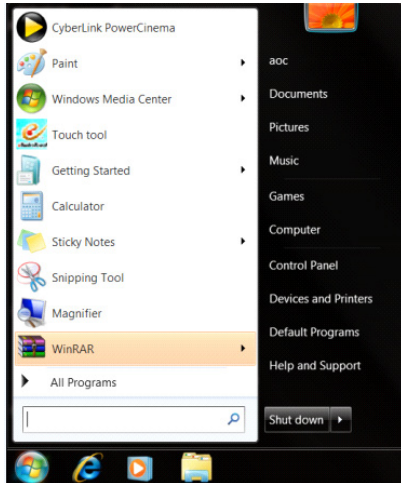 CyberLink PowerCinema
Paint
Windows Media Center
Touch tool
Getting Started
Calculator
Sticky Notes
Snipping Tool
Magnifier
WinRAR
All Programs
aoc
Documents
Pictures
Music
Games
Computer
Control Panel
Devices and Printers
Default Programs
Help and Support
Shut down